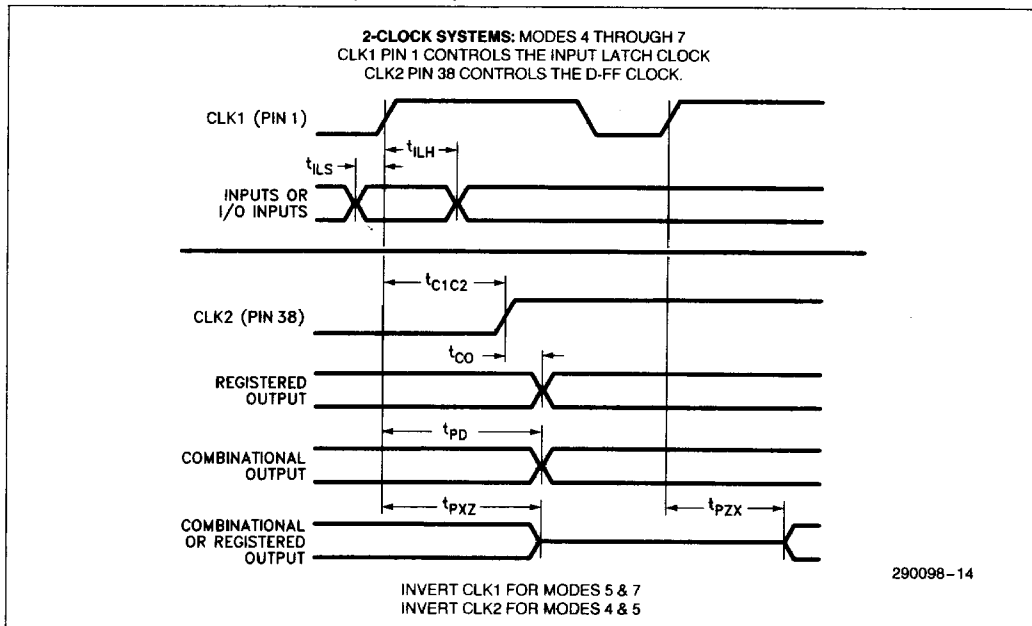 2-CLOCK SYSTEMS: MODES 4 THROUGH 7
CLK1 PIN 1 CONTROLS THE INPUT LATCH CLOCK
CLK2 PIN 38 CONTROLS THE D-FF CLOCK.
CLK1 (PIN 1)
tILH
tILS
INPUTS OR
I/O INPUTS
tC1C2
CLK2 (PIN 38)
tCO
REGISTERED
OUTPUT
tPD
COMBINATIONAL
OUTPUT
tPXZ
tPZX
COMBINATIONAL
OR REGISTERED
OUTPUT
290098-14
INVERT CLK1 FOR MODES 5 & 7
INVERT CLK2 FOR MODES 4 & 5